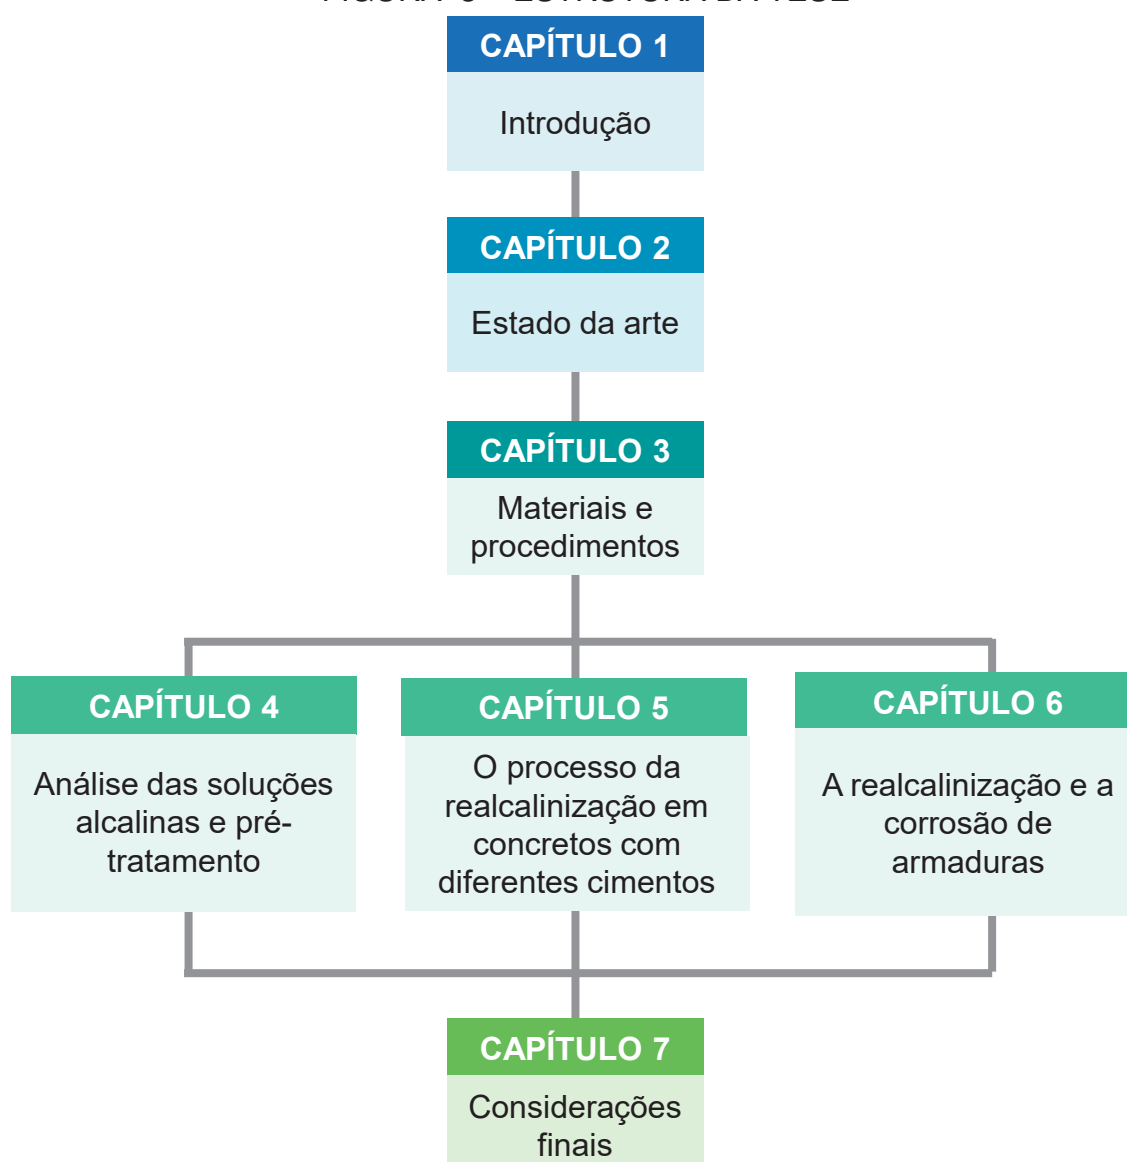 CAPÍTULO 1
Introdução
CAPÍTULO 2
Estado da arte
CAPÍTULO 3
Materiais e
procedimentos
CAPÍTULO 4
Análise das soluções
alcalinas e pré-
tratamento
CAPÍTULO 5
O processo da
realcalinização em
concretos com
diferentes cimentos
CAPÍTULO 6
A realcalinização e a
corrosão de
armaduras
CAPÍTULO 7
Considerações
finais